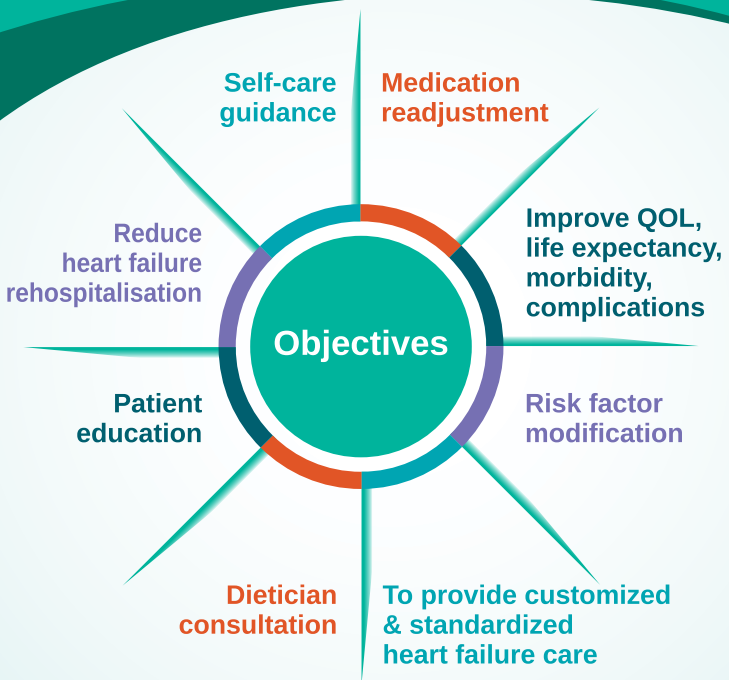 Self-care
guidance
Medication
readjustment
Improve QOL,
life expectancy,
morbidity,
complications
Reduce
heart failure
rehospitalisation
Objectives
Patient
education
Risk factor
modification
Dietician
consultation
To provide customized
& standardized
heart failure care